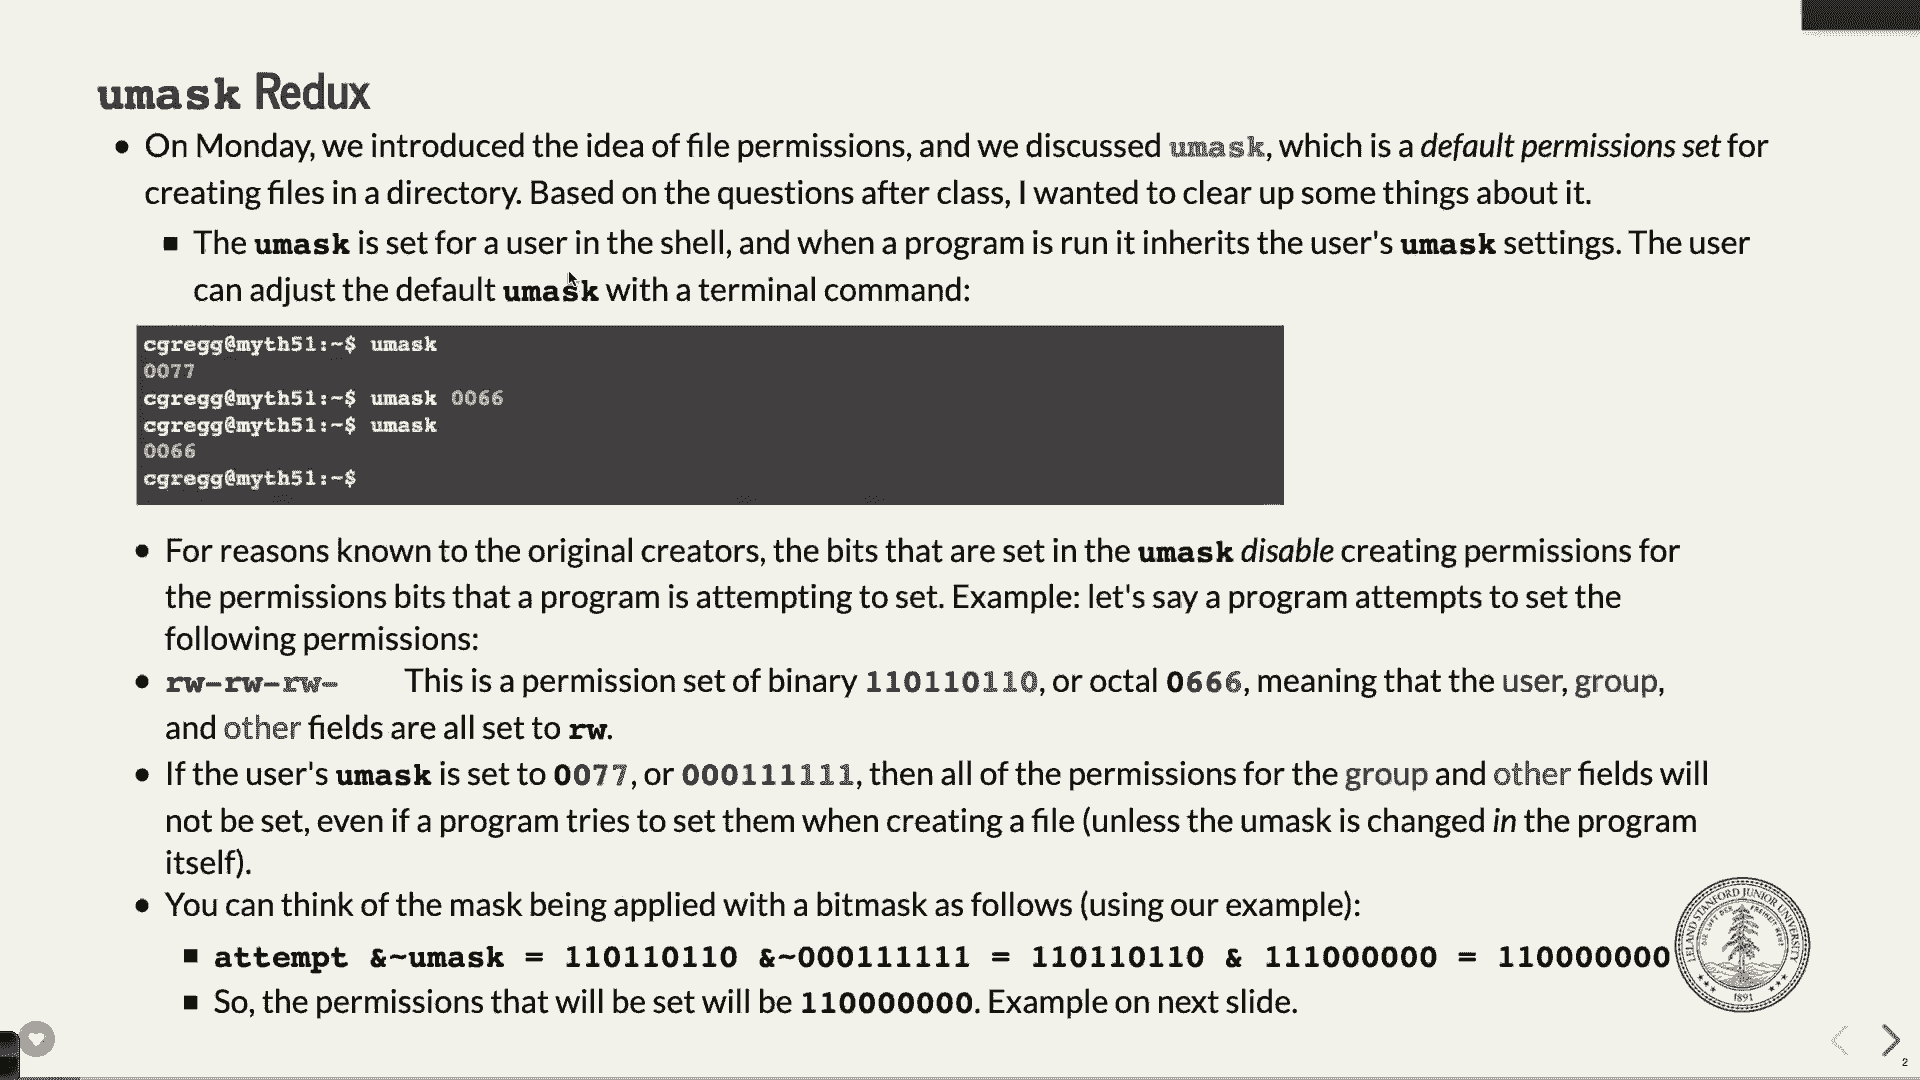 umask Redux
On Monday, we introduced the idea of file permissions, and we discussed umask, which is a default permissions set for
creating files in a directory. Based on the questions after class, I wanted to clear up some things about it.
The umask is set for a user in the shell, and when a program is run it inherits the user's umask settings. The user
can adjust the default umask with a terminal command:
cgregg@myth51:~$ umask
0077
cgregg@myth51:~$ umask 0066
cgregg@myth51:~$ umask
0066
cgregg@myth51:~$
For reasons known to the original creators, the bits that are set in the umask disable creating permissions for
the permissions bits that a program is attempting to set. Example: let's say a program attempts to set the
following permissions:
rw-rw-rw- This is a permission set of binary 110110110, or octal 0666, meaning that the user, group,
and other fields are all set to rw.
If the user's umask is set to 0077, or 000111111, then all of the permissions for the group and other fields will
not be set, even if a program tries to set them when creating a file (unless the umask is changed in the program
itself).
You can think of the mask being applied with a bitmask as follows (using our example):
attempt &~umask = 110110110 &~000111111 = 110110110 & 111000000 = 110000000
So, the permissions that will be set will be 110000000. Example on next slide.
LELAND STANFORD JUNIOR UNIVERSITY
1891
2